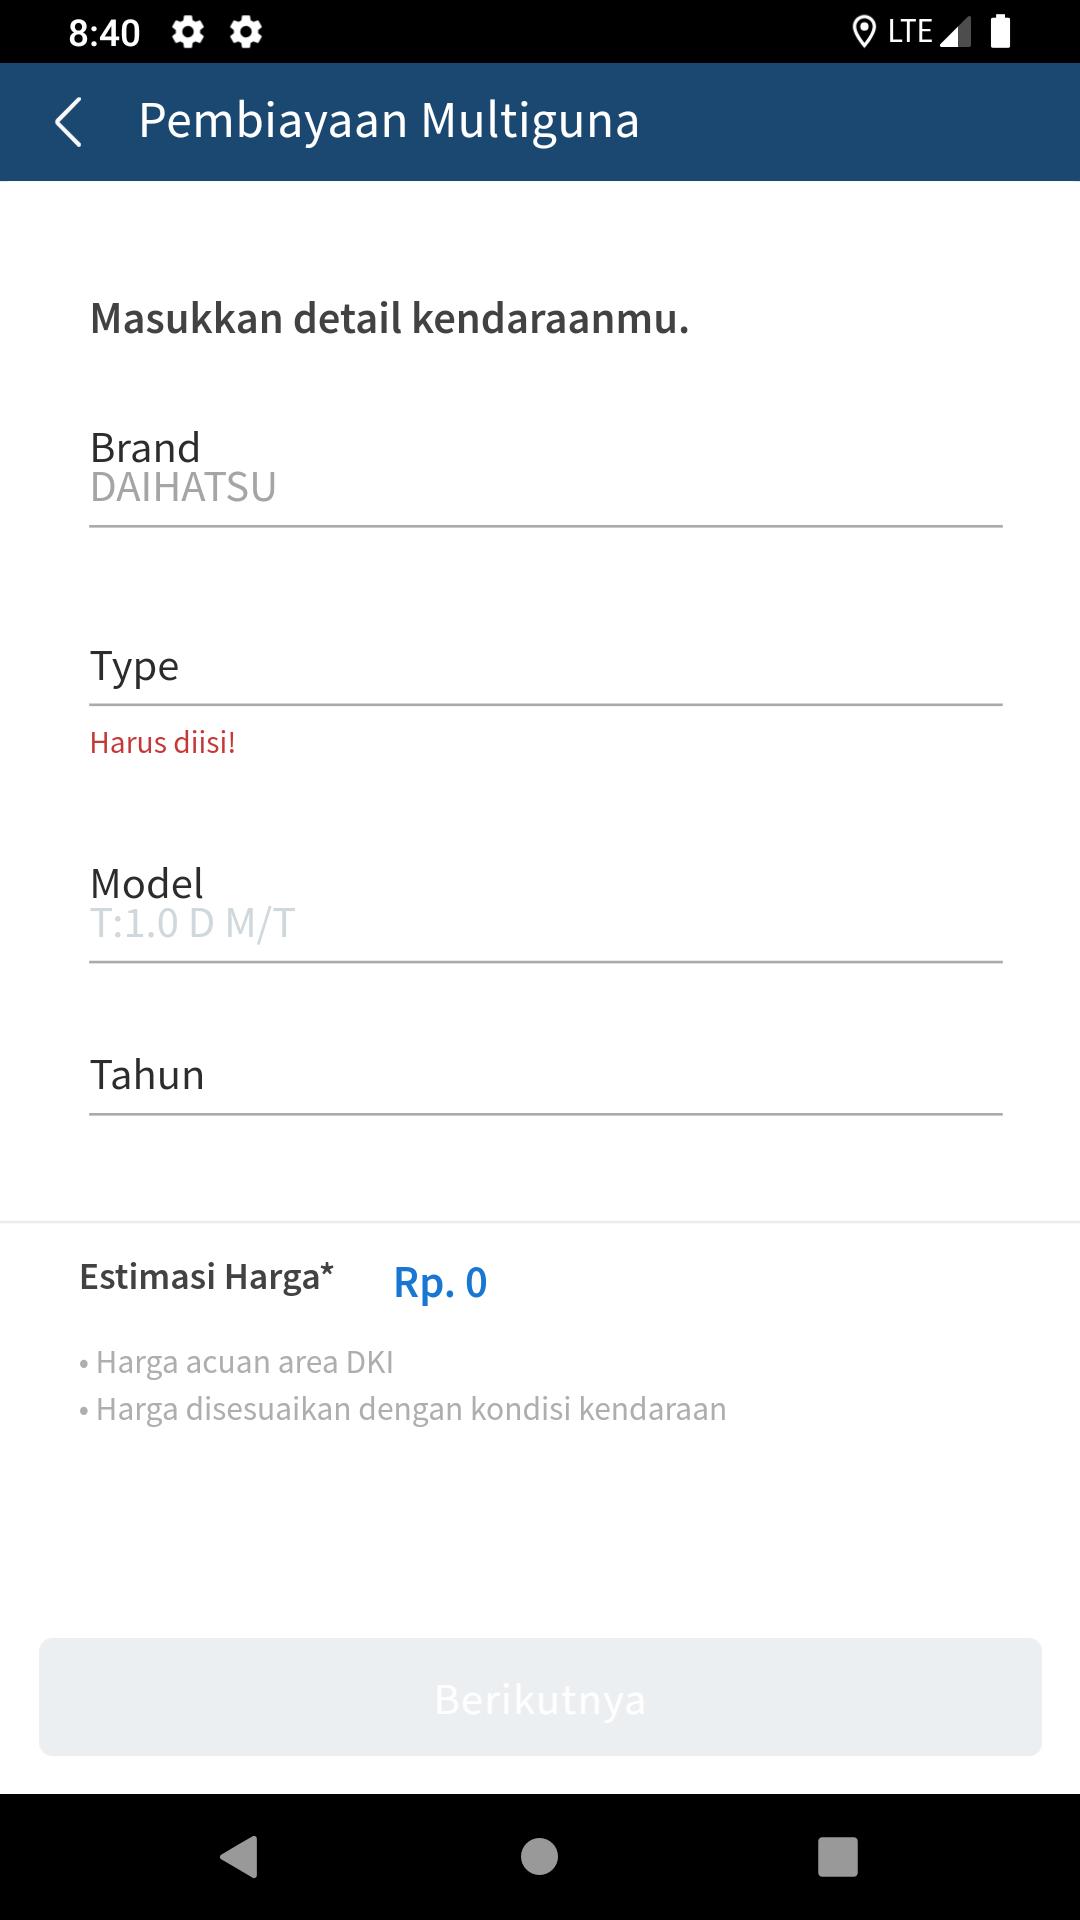 8:40 LTE
Pembiayaan Multiguna
Masukkan detail kendaraanmu.
Brand
DAIHATSU
Type
Harus diisi!
Model
T:1.0 D M/T
Tahun
Estimasi Harga* Rp. 0
• Harga acuan area DKI
• Harga disesuaikan dengan kondisi kendaraan
Berikutnya